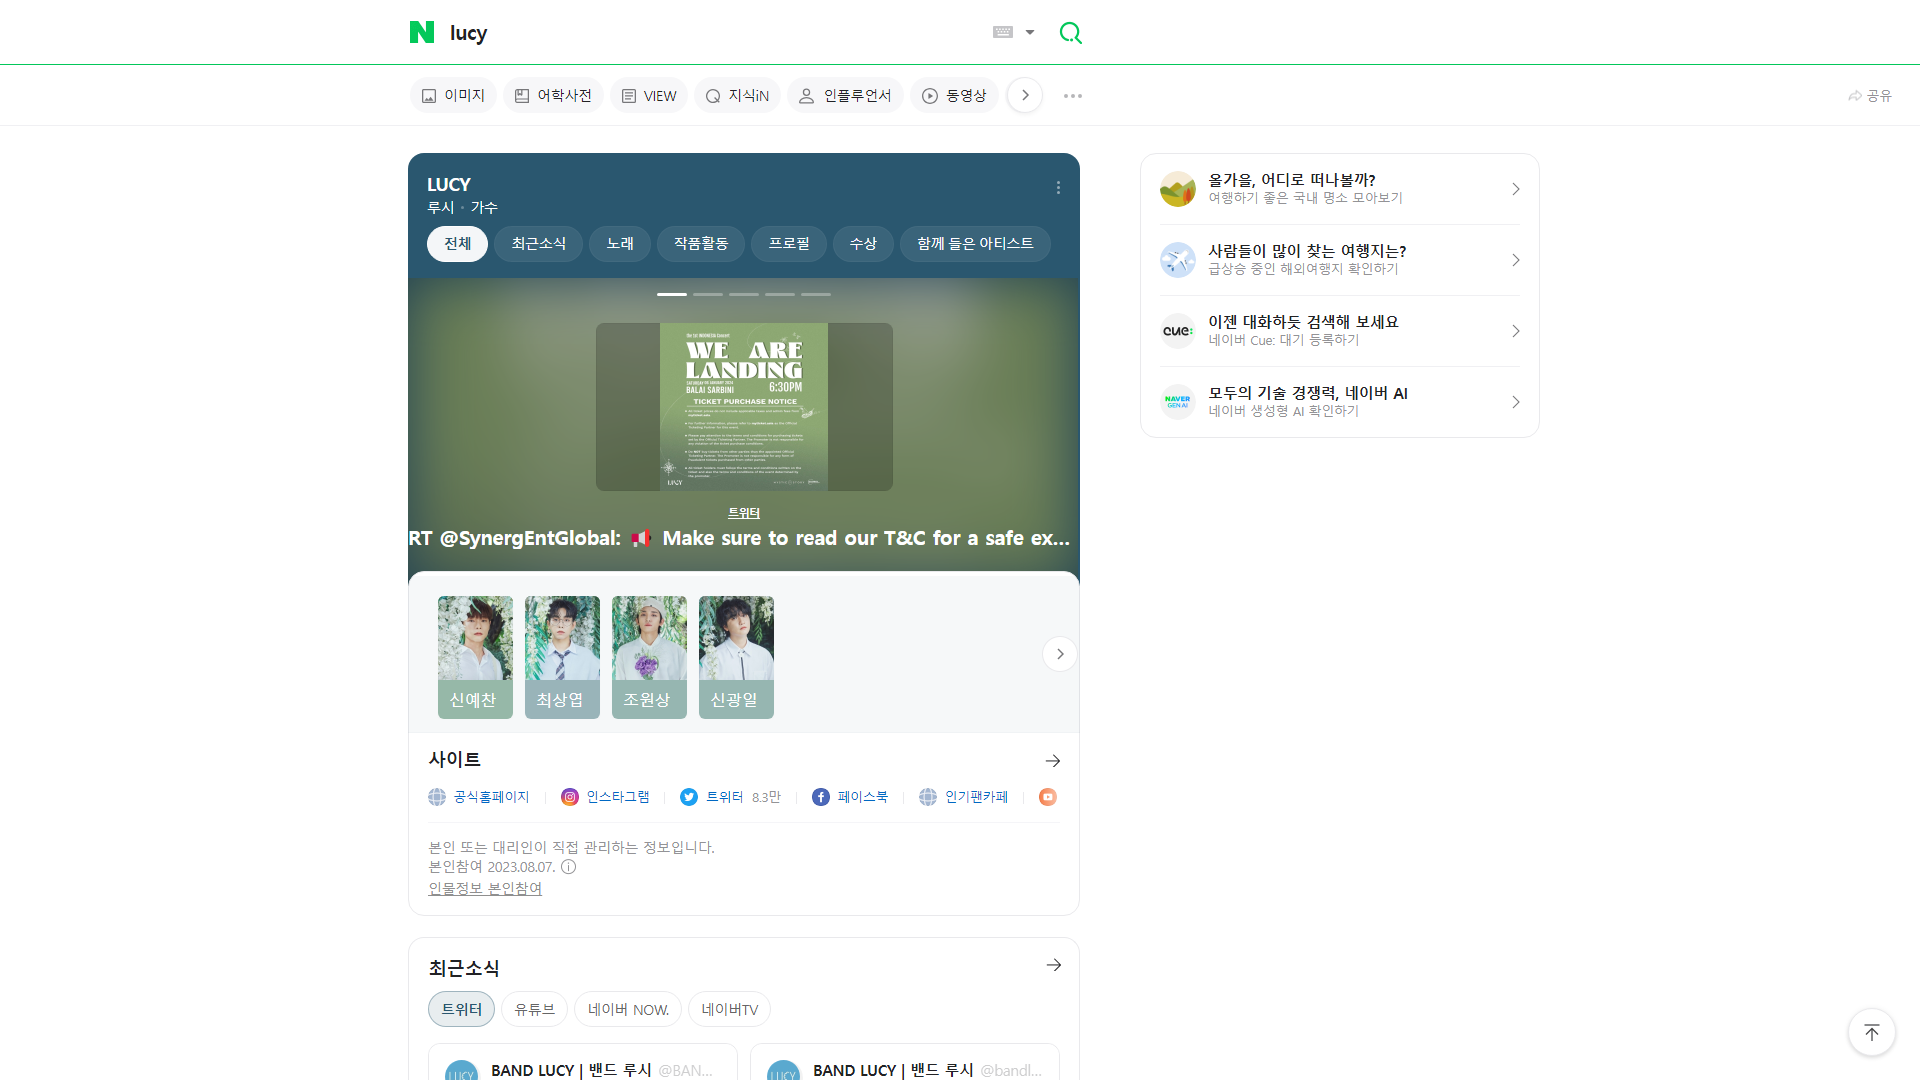 N lucy
이미지 어학사전 VIEW 지식iN 인플루언서 동영상 공유
LUCY
루시 · 가수
전체 최근소식 노래 작품활동 프로필 수상 함께 들은 아티스트
The 1st INDONESIA Concert
WE ARE
LANDING
BALAI SARBINI 6:30PM
TICKET PURCHASE NOTICE
LUCY
트위터
RT @SynergEntGlobal: 📢 Make sure to read our T&C for a safe ex...
신예찬 최상엽 조원상 신광일
사이트
공식홈페이지 인스타그램 트위터 8.3만 페이스북 인기팬카페
본인 또는 대리인이 직접 관리하는 정보입니다.
본인참여 2023.08.07.
인물정보 본인참여
최근소식
트위터 유튜브 네이버 NOW. 네이버TV
LUCY BAND LUCY | 밴드 루시 @BAN...
LUCY BAND LUCY | 밴드 루시 @bandl...
올가을, 어디로 떠나볼까?
여행하기 좋은 국내 명소 모아보기
사람들이 많이 찾는 여행지는?
급상승 중인 해외여행지 확인하기
cue:
이젠 대화하듯 검색해 보세요
네이버 Cue: 대기 등록하기
NAVER
GEN AI
모두의 기술 경쟁력, 네이버 AI
네이버 생성형 AI 확인하기